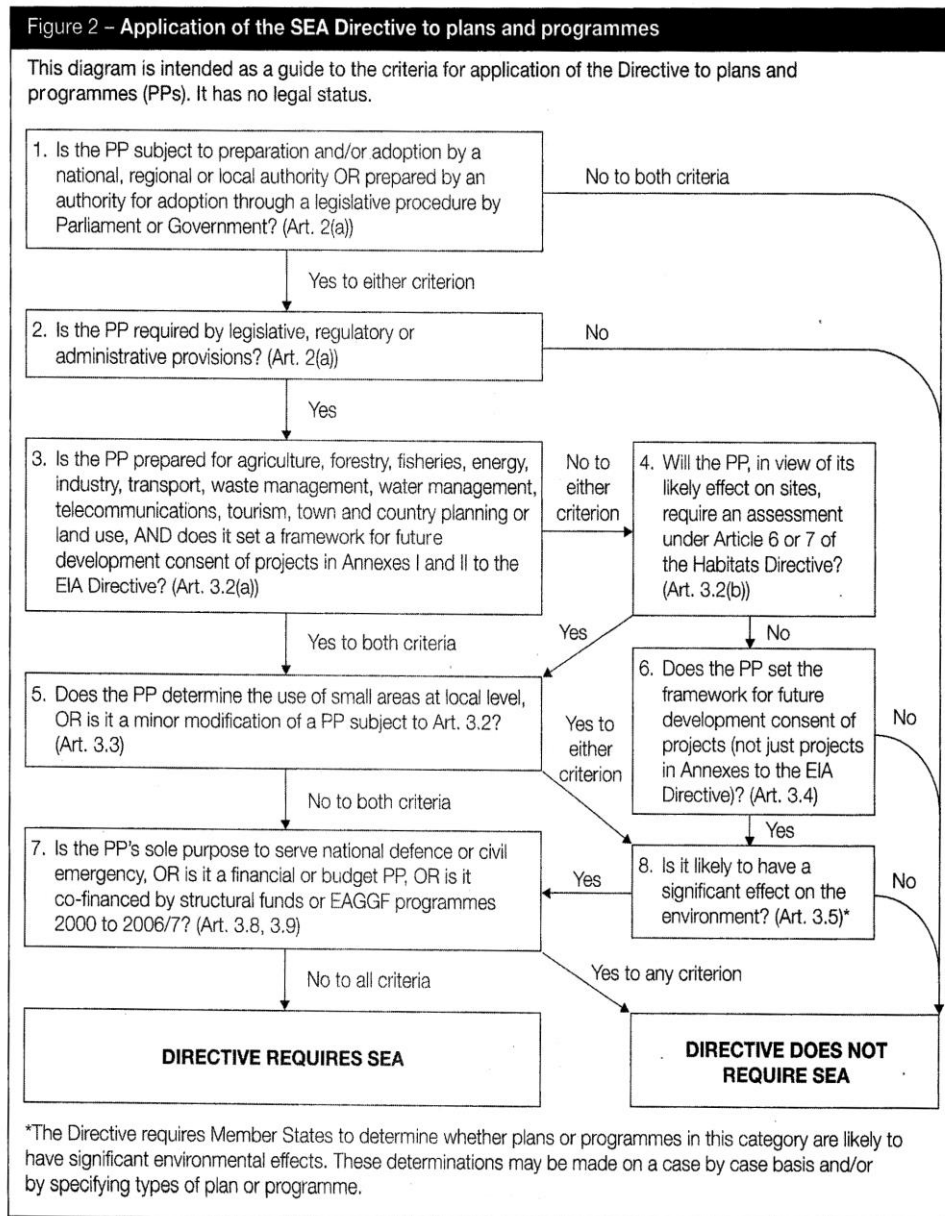 Figure 2 – Application of the SEA Directive to plans and programmes
This diagram is intended as a guide to the criteria for application of the Directive to plans and
programmes (PPs). It has no legal status.
1. Is the PP subject to preparation and/or adoption by a
national, regional or local authority OR prepared by an
authority for adoption through a legislative procedure by
Parliament or Government? (Art. 2(a))
No to both criteria
Yes to either criterion
2. Is the PP required by legislative, regulatory or
administrative provisions? (Art. 2(a))
No
Yes
3. Is the PP prepared for agriculture, forestry, fisheries, energy,
industry, transport, waste management, water management,
telecommunications, tourism, town and country planning or
land use, AND does it set a framework for future
development consent of projects in Annexes I and II to the
EIA Directive? (Art. 3.2(a))
No to
either
criterion
4. Will the PP, in view of its
likely effect on sites,
require an assessment
under Article 6 or 7 of
the Habitats Directive?
(Art. 3.2(b))
Yes to both criteria
Yes
No
5. Does the PP determine the use of small areas at local level,
OR is it a minor modification of a PP subject to Art. 3.2?
(Art. 3.3)
Yes to
either
criterion
6. Does the PP set the
framework for future
development consent of
projects (not just projects
in Annexes to the EIA
Directive)? (Art. 3.4)
No
No to both criteria
Yes
7. Is the PP's sole purpose to serve national defence or civil
emergency, OR is it a financial or budget PP, OR is it
co-financed by structural funds or EAGGF programmes
2000 to 2006/7? (Art. 3.8, 3.9)
Yes
8. Is it likely to have a
significant effect on the
environment? (Art. 3.5)*
No
No to all criteria
Yes to any criterion
DIRECTIVE REQUIRES SEA
DIRECTIVE DOES NOT
REQUIRE SEA
*The Directive requires Member States to determine whether plans or programmes in this category are likely to
have significant environmental effects. These determinations may be made on a case by case basis and/or
by specifying types of plan or programme.